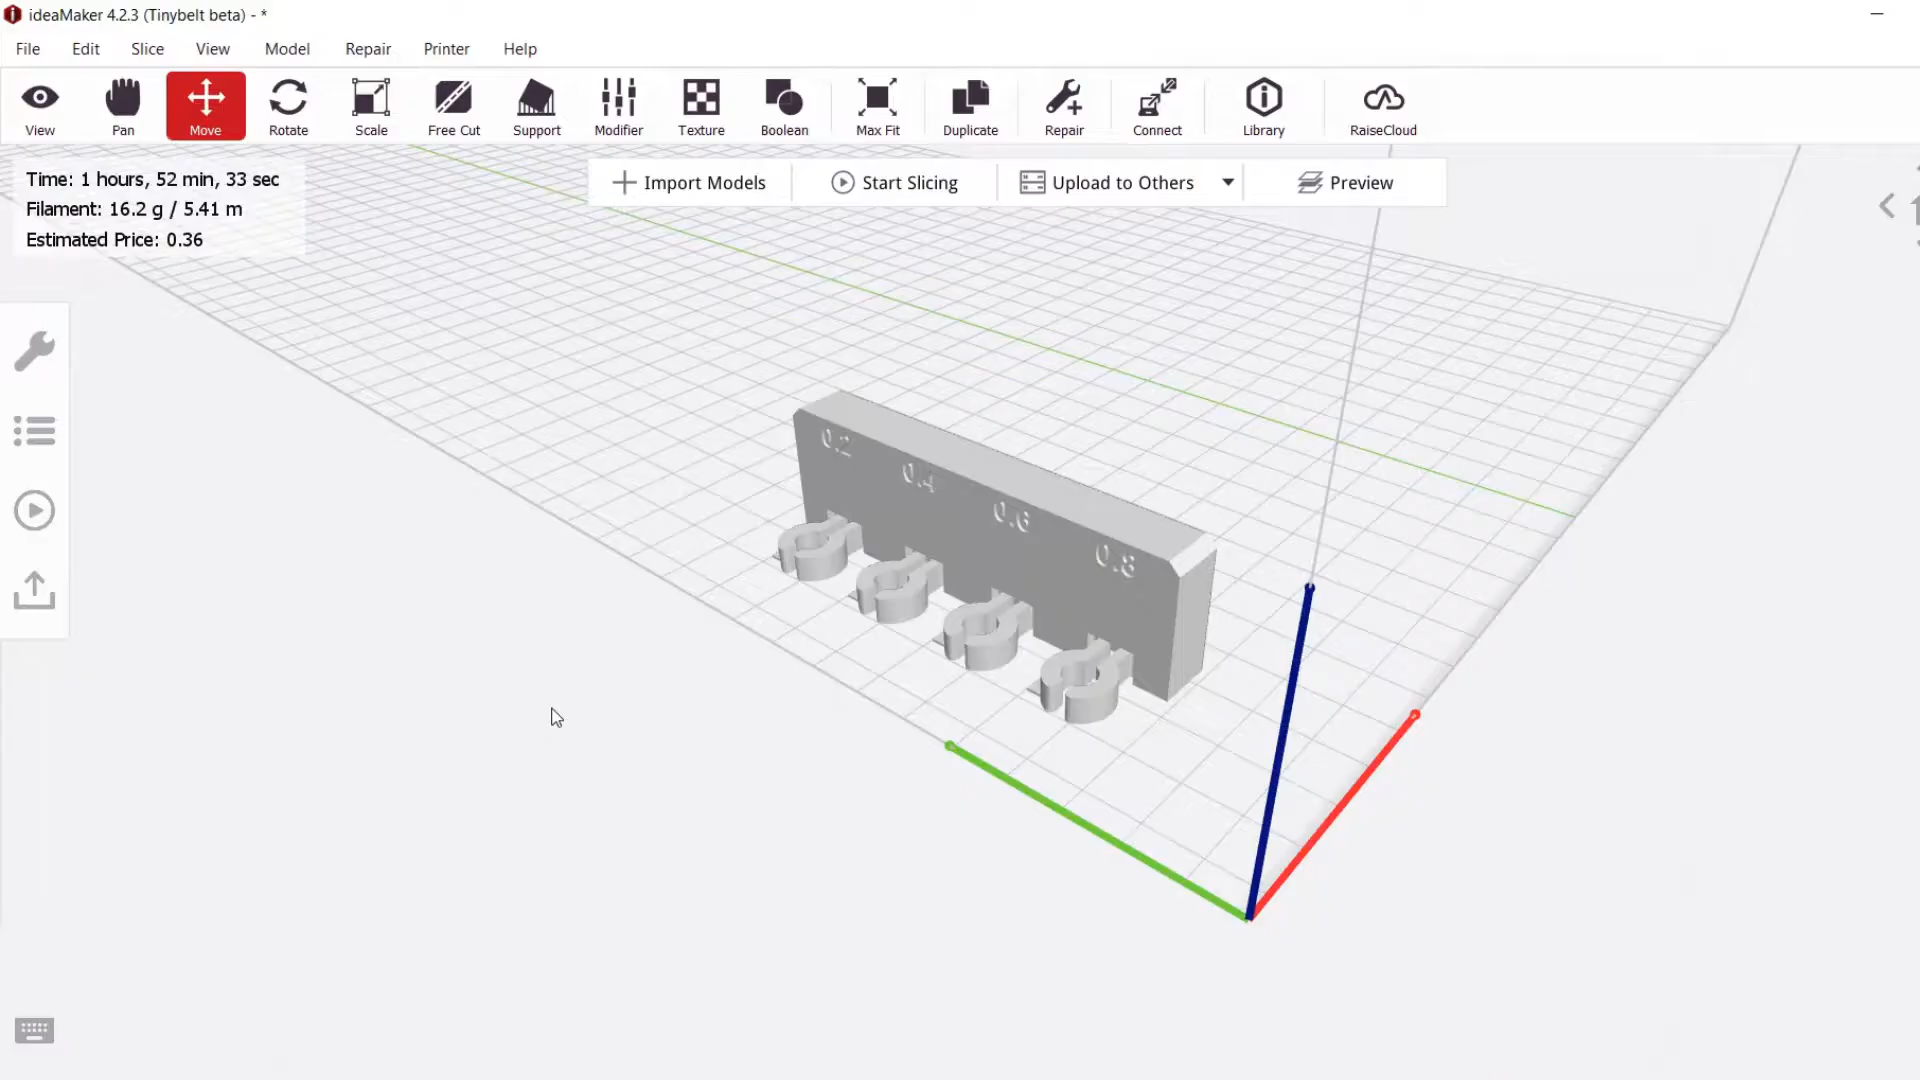 ideaMaker 4.2.3 (Tinybelt beta) - *
File Edit Slice View Model Repair Printer Help
View Pan Move Rotate Scale Free Cut Support Modifier Texture Boolean Max Fit Duplicate Repair Connect Library RaiseCloud
Time: 1 hours, 52 min, 33 sec
Filament: 16.2 g / 5.41 m
Estimated Price: 0.36
Import Models Start Slicing Upload to Others Preview
0.2
0.4
0.6
0.8